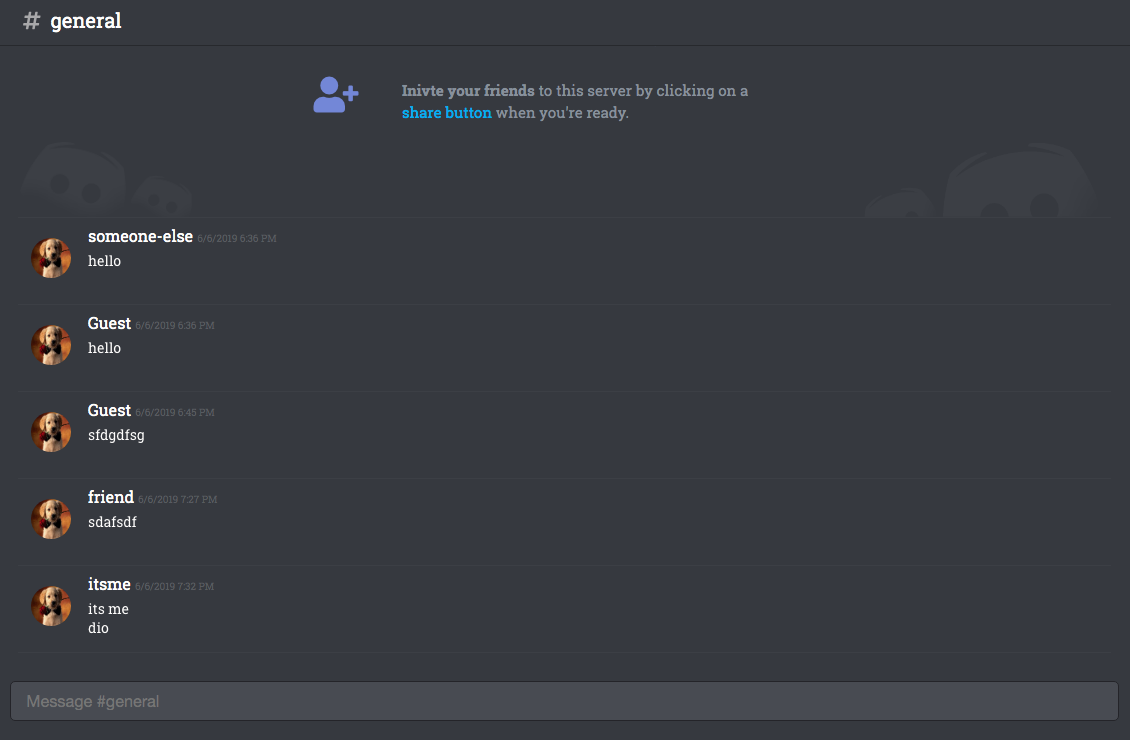 # general
Inivte your friends to this server by clicking on a
share button when you're ready.
someone-else 6/6/2019 6:36 PM
hello
Guest 6/6/2019 6:36 PM
hello
Guest 6/6/2019 6:45 PM
sfdgdfsg
friend 6/6/2019 7:27 PM
sdafsdf
itsme 6/6/2019 7:32 PM
its me
dio
Message #general